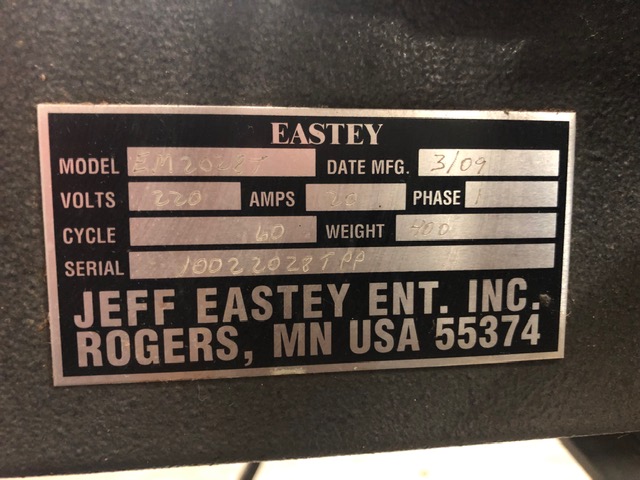 EASTEY
MODEL EM2028T DATE MFG. 3/09
VOLTS 220 AMPS 20 PHASE 1
CYCLE 60 WEIGHT 400
SERIAL 10022028TPP
JEFF EASTEY ENT. INC.
ROGERS, MN USA 55374